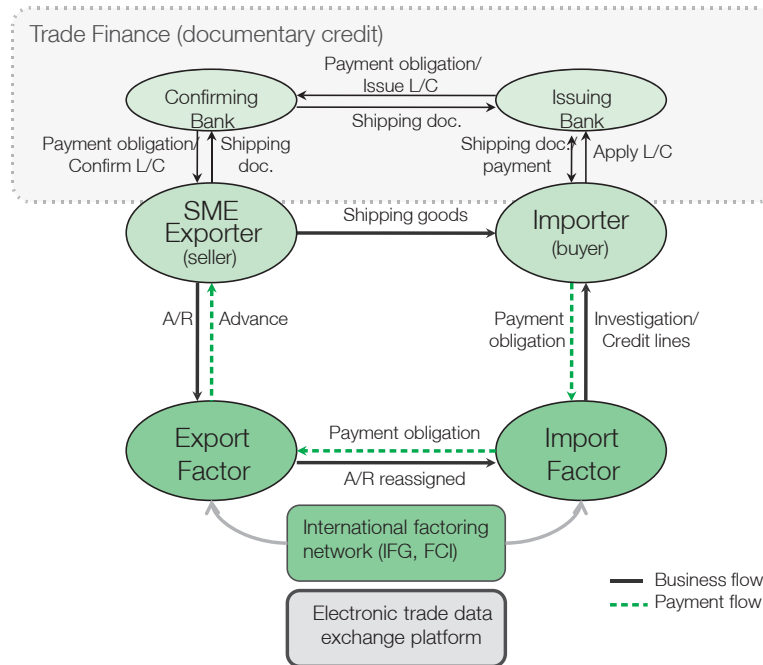 Trade Finance (documentary credit)
Payment obligation/
Issue L/C
Confirming
Bank
Issuing
Bank
Shipping doc.
Payment obligation/
Confirm L/C
Shipping
doc.
Shipping doc./
payment
Apply L/C
SME
Exporter
(seller)
Shipping goods
Importer
(buyer)
A/R
Advance
Payment
obligation
Investigation/
Credit lines
Export
Factor
Payment obligation
A/R reassigned
Import
Factor
International factoring
network (IFG, FCI)
Business flow
Payment flow
Electronic trade data
exchange platform